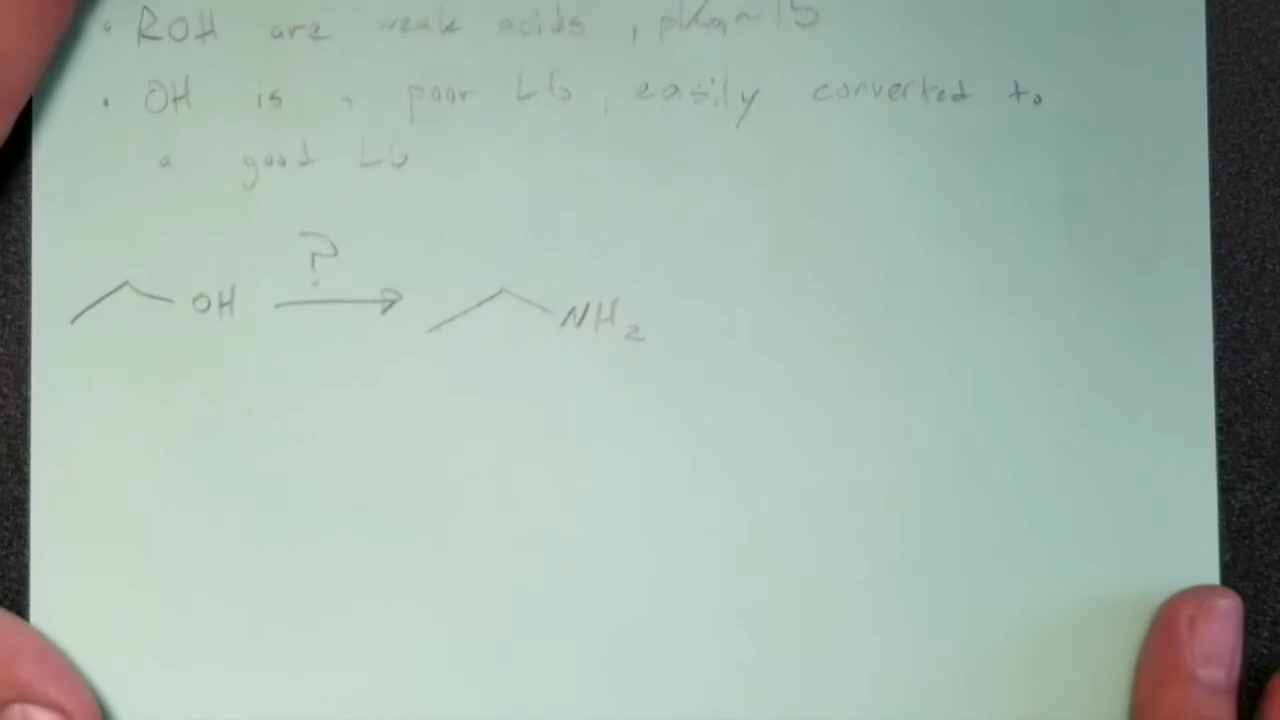 • ROH are weak acids, pKa ~ 15
• OH is a poor LG, easily converted to
a good LG
?
OH → NH2